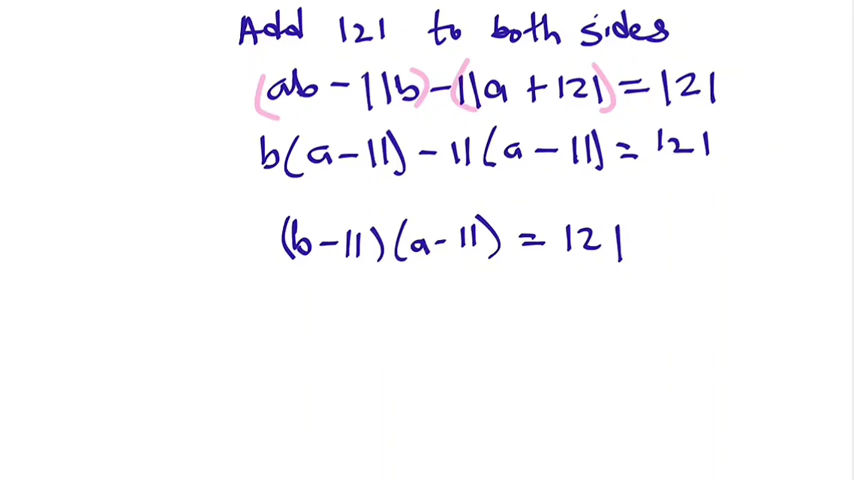 Add 121 to both sides
(ab - 11b) - (11a + 121) = 121
b(a - 11) - 11(a - 11) = 121
(b - 11)(a - 11) = 121